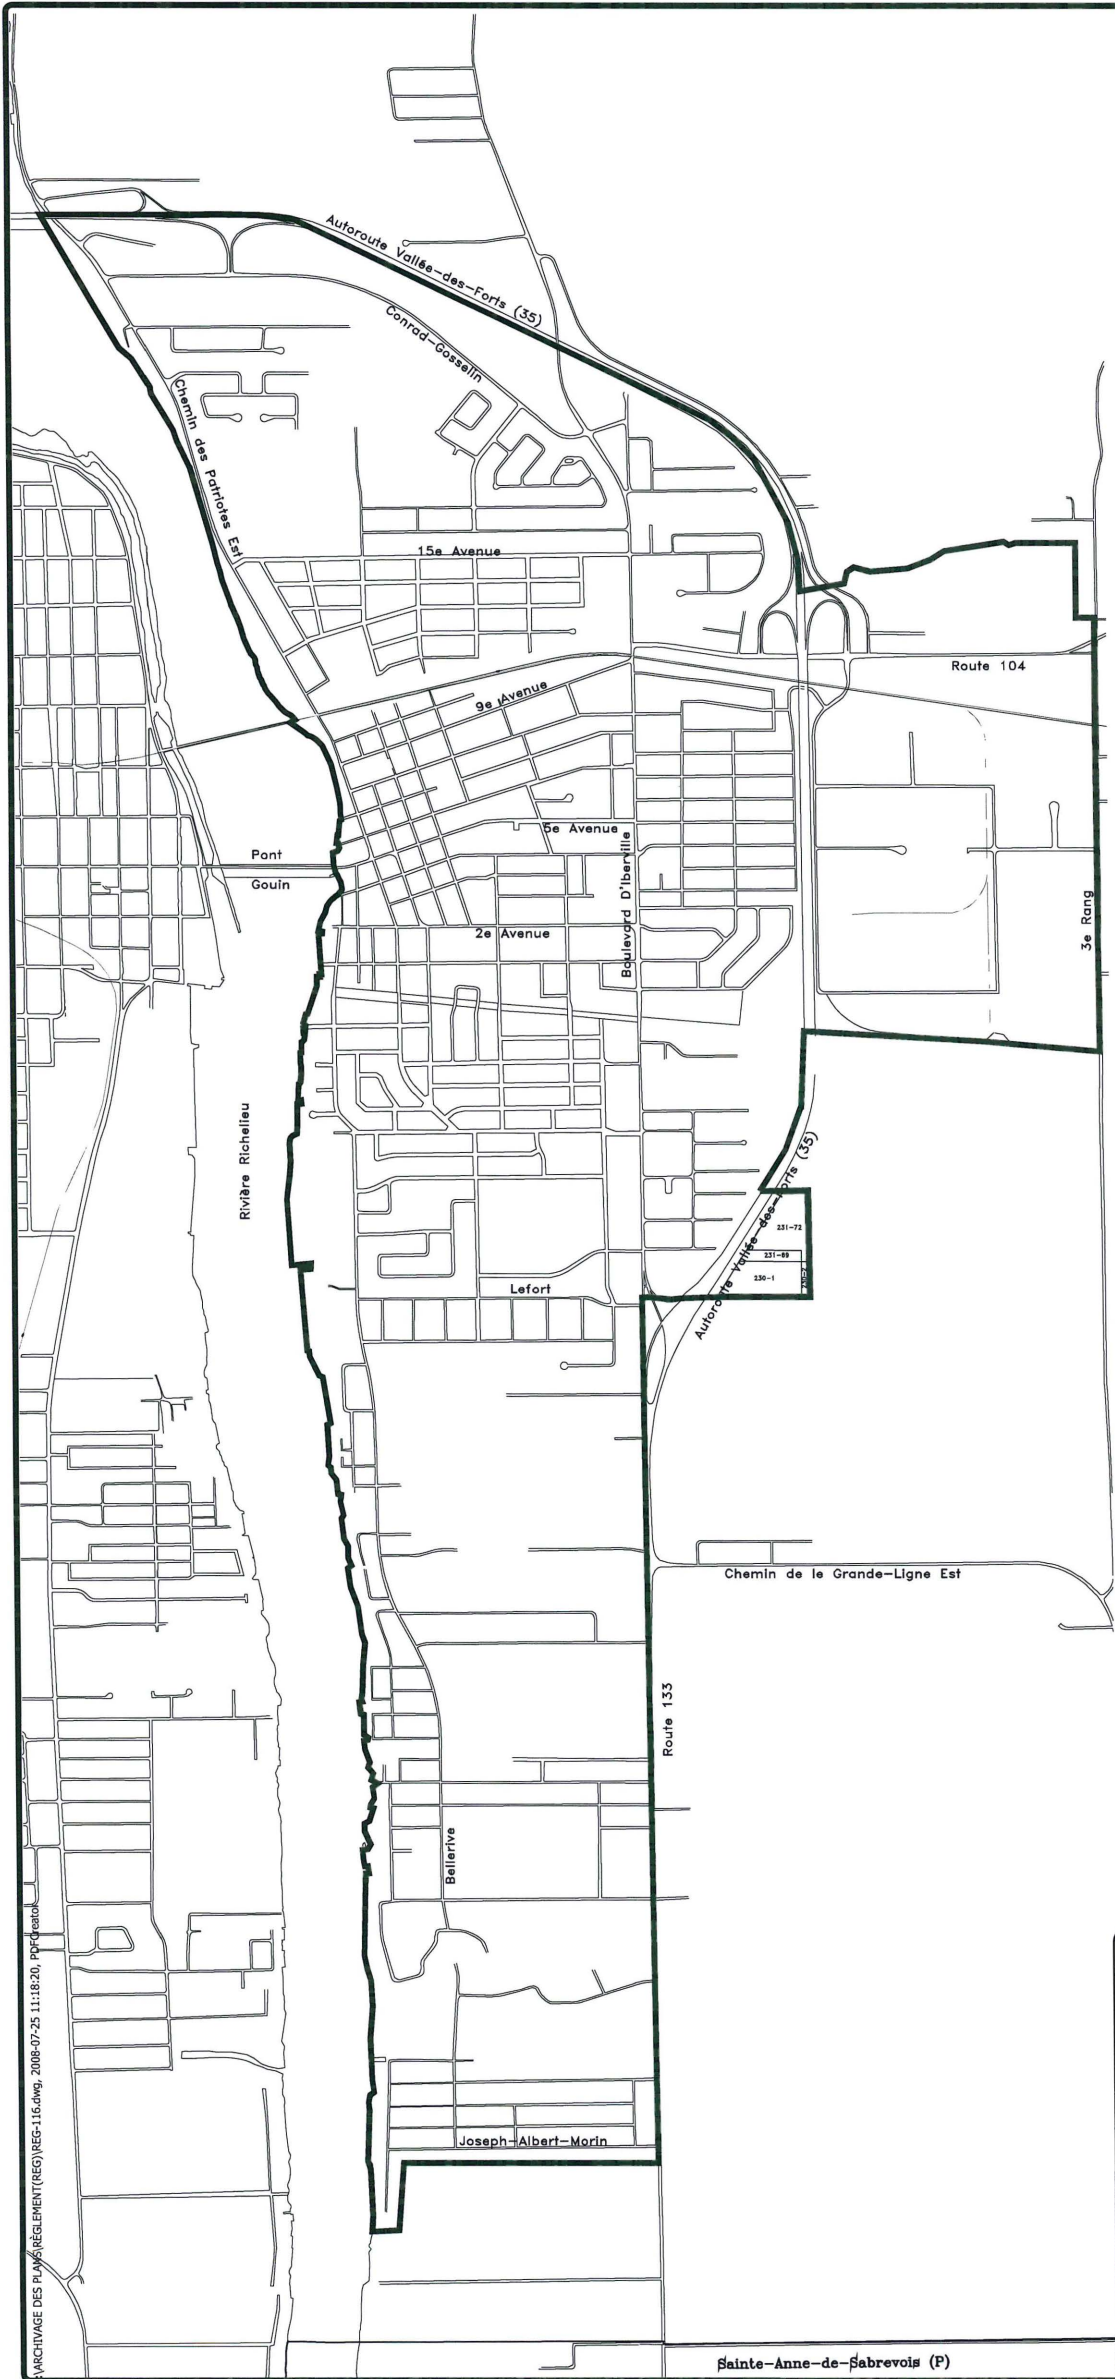 Autoroute Vallée-des-Forts (35)
Conrad-Gosselin
Chemin des Patriotes Est
15e Avenue
Route 104
9e Avenue
5e Avenue
Pont
Gouin
Boulevard D'Iberville
2e Avenue
3e Rang
Rivière Richelieu
Autoroute Vallée-des-Forts (35)
231-72
231-89
230-1
230-2
Lefort
Chemin de le Grande-Ligne Est
Route 133
Bellerive
Joseph-Albert-Morin
:\ARCHIVAGE DES PLANS\RÈGLEMENT(REG)\REG-116.dwg, 2008-07-25 11:18:20, PDFCreator
Sainte-Anne-de-Sabrevois (P)